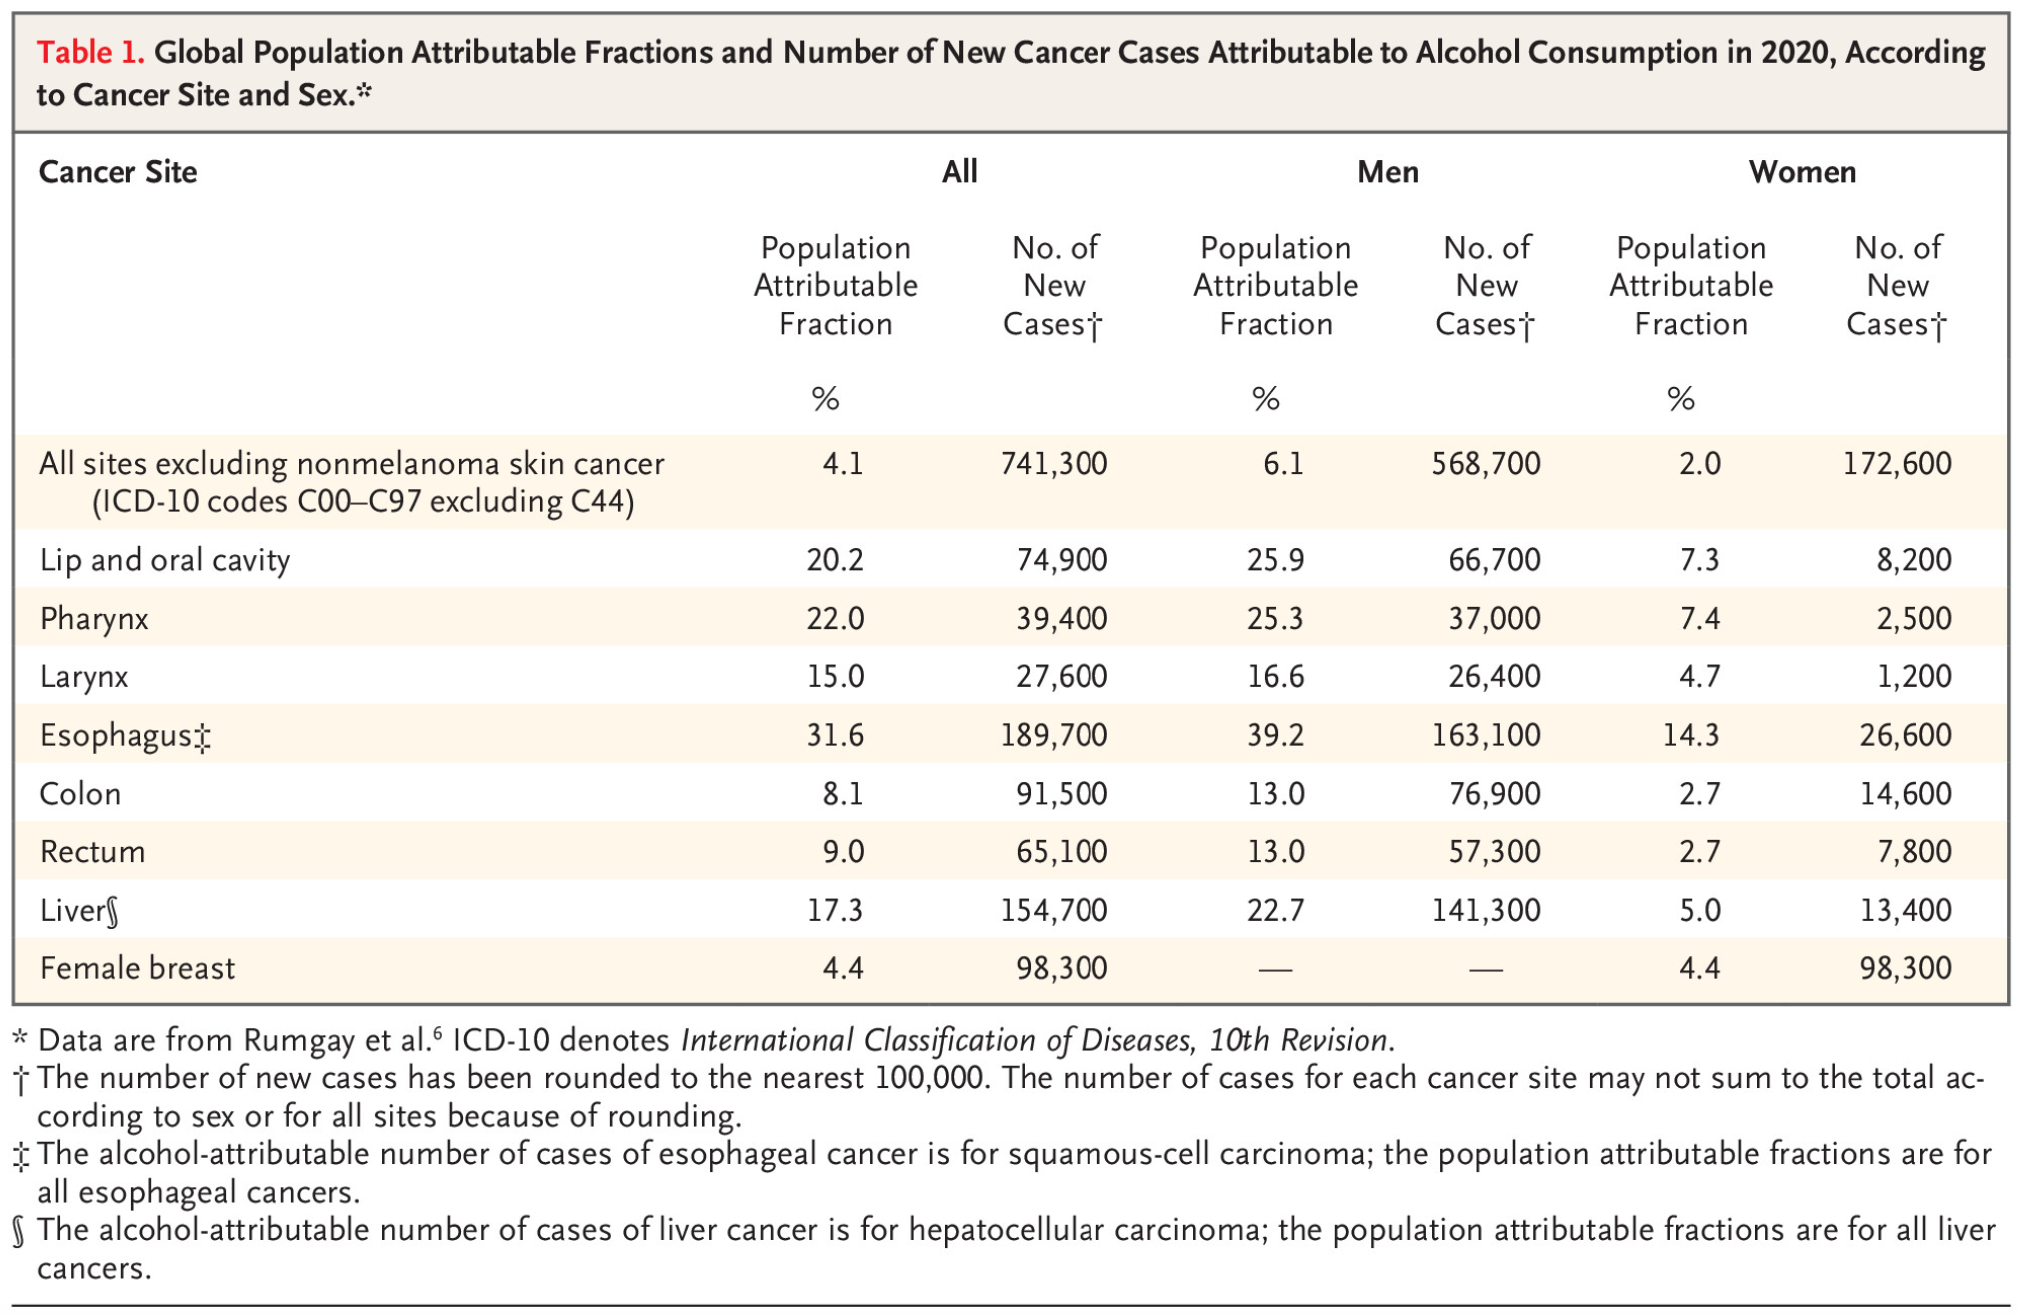 Table 1. Global Population Attributable Fractions and Number of New Cancer Cases Attributable to Alcohol Consumption in 2020, According
to Cancer Site and Sex.*
Cancer Site All Men Women
Population Attributable Fraction No. of New Cases† Population Attributable Fraction No. of New Cases† Population Attributable Fraction No. of New Cases†
% % %
All sites excluding nonmelanoma skin cancer 4.1 741,300 6.1 568,700 2.0 172,600
(ICD-10 codes C00–C97 excluding C44)
Lip and oral cavity 20.2 74,900 25.9 66,700 7.3 8,200
Pharynx 22.0 39,400 25.3 37,000 7.4 2,500
Larynx 15.0 27,600 16.6 26,400 4.7 1,200
Esophagus‡ 31.6 189,700 39.2 163,100 14.3 26,600
Colon 8.1 91,500 13.0 76,900 2.7 14,600
Rectum 9.0 65,100 13.0 57,300 2.7 7,800
Liver§ 17.3 154,700 22.7 141,300 5.0 13,400
Female breast 4.4 98,300 — — 4.4 98,300
* Data are from Rumgay et al.6 ICD-10 denotes International Classification of Diseases, 10th Revision.
† The number of new cases has been rounded to the nearest 100,000. The number of cases for each cancer site may not sum to the total ac-
cording to sex or for all sites because of rounding.
‡ The alcohol-attributable number of cases of esophageal cancer is for squamous-cell carcinoma; the population attributable fractions are for
all esophageal cancers.
§ The alcohol-attributable number of cases of liver cancer is for hepatocellular carcinoma; the population attributable fractions are for all liver
cancers.